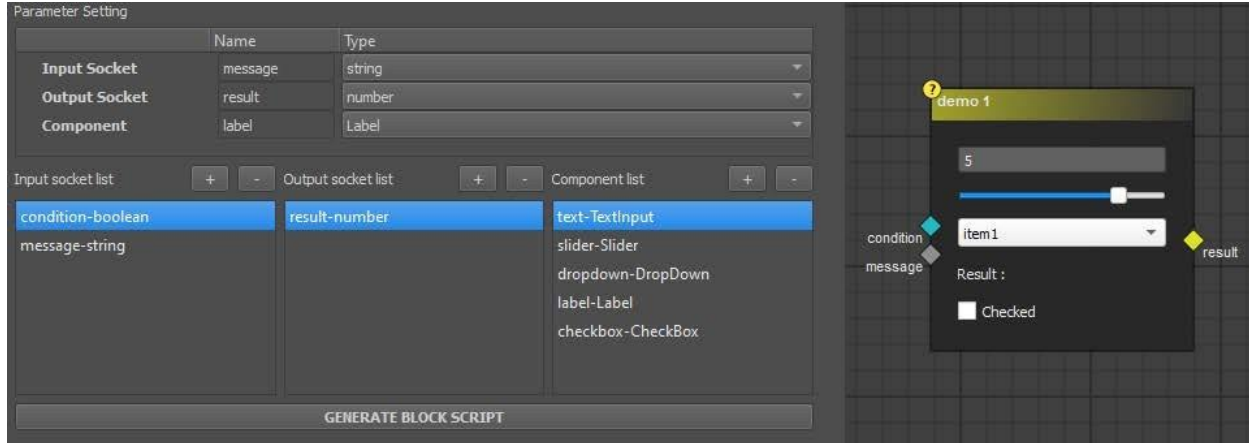 Parameter Setting
Name Type
Input Socket message string
Output Socket result number
Component label Label
Input socket list + - Output socket list + - Component list + -
condition-boolean result-number text-TextInput
message-string slider-Slider
dropdown-DropDown
label-Label
checkbox-CheckBox
GENERATE BLOCK SCRIPT
?
demo 1
5
condition item1 result
message Result :
Checked